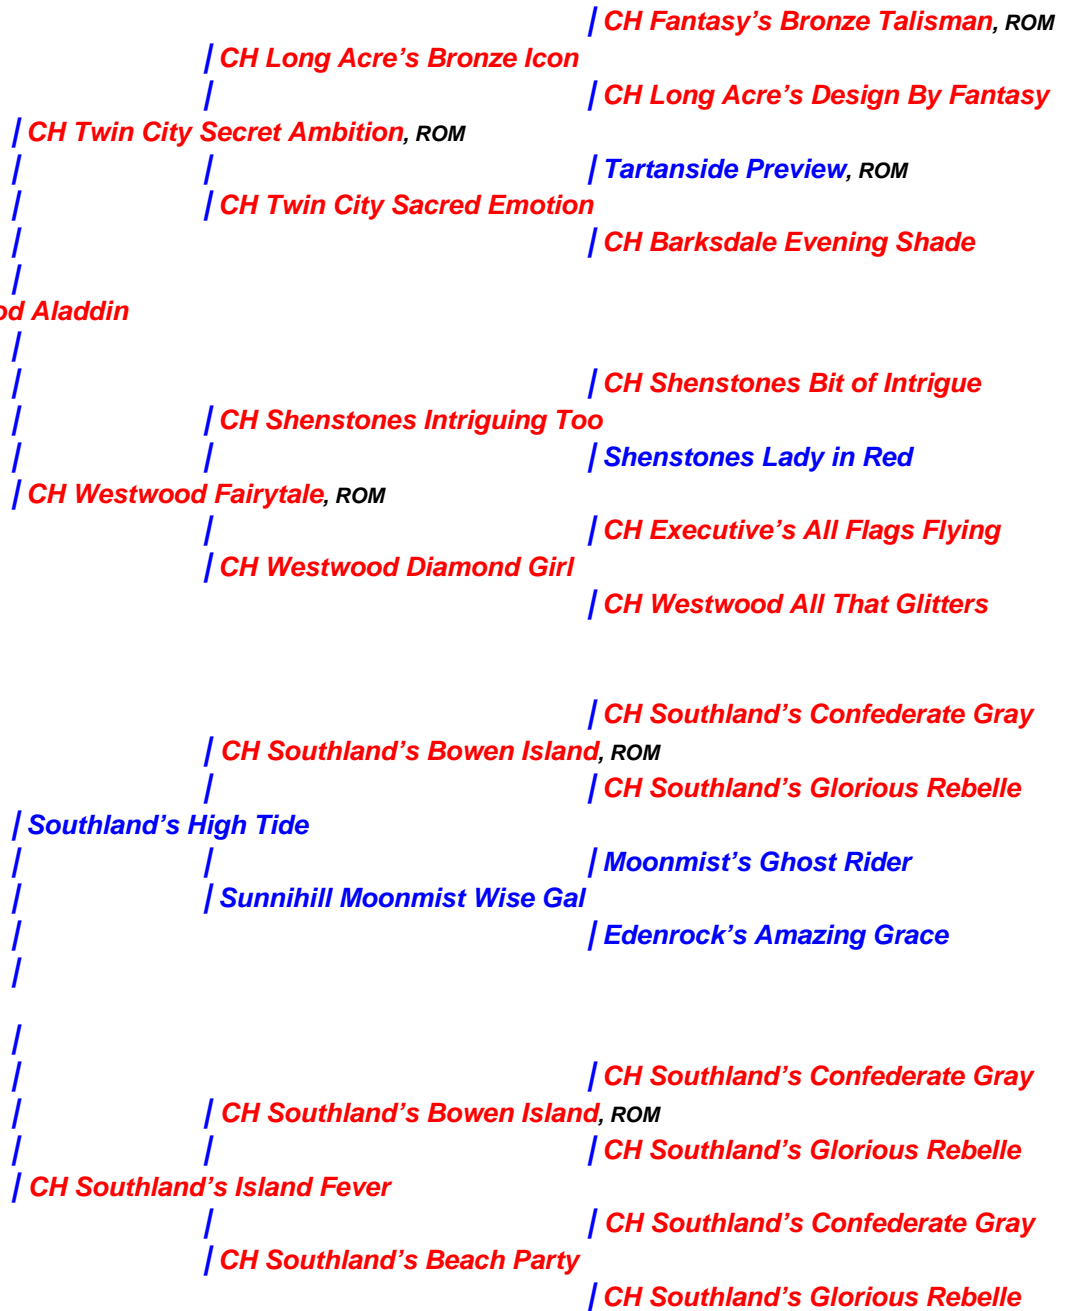 | CH Fantasy’s Bronze Talisman, ROM
| CH Long Acre’s Bronze Icon
| | CH Long Acre’s Design By Fantasy
| CH Twin City Secret Ambition, ROM
| | | Tartanside Preview, ROM
| | CH Twin City Sacred Emotion
| | CH Barksdale Evening Shade
|
od Aladdin
|
| | CH Shenstones Bit of Intrigue
| | CH Shenstones Intriguing Too
| | | Shenstones Lady in Red
| CH Westwood Fairytale, ROM
| | CH Executive’s All Flags Flying
| CH Westwood Diamond Girl
| CH Westwood All That Glitters
| CH Southland’s Confederate Gray
| CH Southland’s Bowen Island, ROM
| | CH Southland’s Glorious Rebelle
| Southland’s High Tide
| | | Moonmist’s Ghost Rider
| | Sunnihill Moonmist Wise Gal
| | Edenrock’s Amazing Grace
|
|
| | CH Southland’s Confederate Gray
| | CH Southland’s Bowen Island, ROM
| | | CH Southland’s Glorious Rebelle
| CH Southland’s Island Fever
| | CH Southland’s Confederate Gray
| CH Southland’s Beach Party
| CH Southland’s Glorious Rebelle